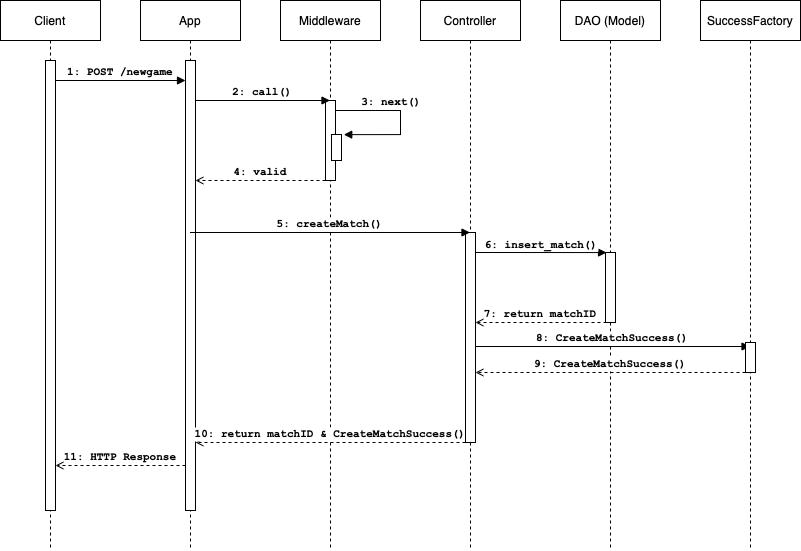 Client
App
Middleware
Controller
DAO (Model)
SuccessFactory
1: POST /newgame
2: call()
3: next()
4: valid
5: createMatch()
6: insert_match()
7: return matchID
8: CreateMatchSuccess()
9: CreateMatchSuccess()
10: return matchID & CreateMatchSuccess()
11: HTTP Response